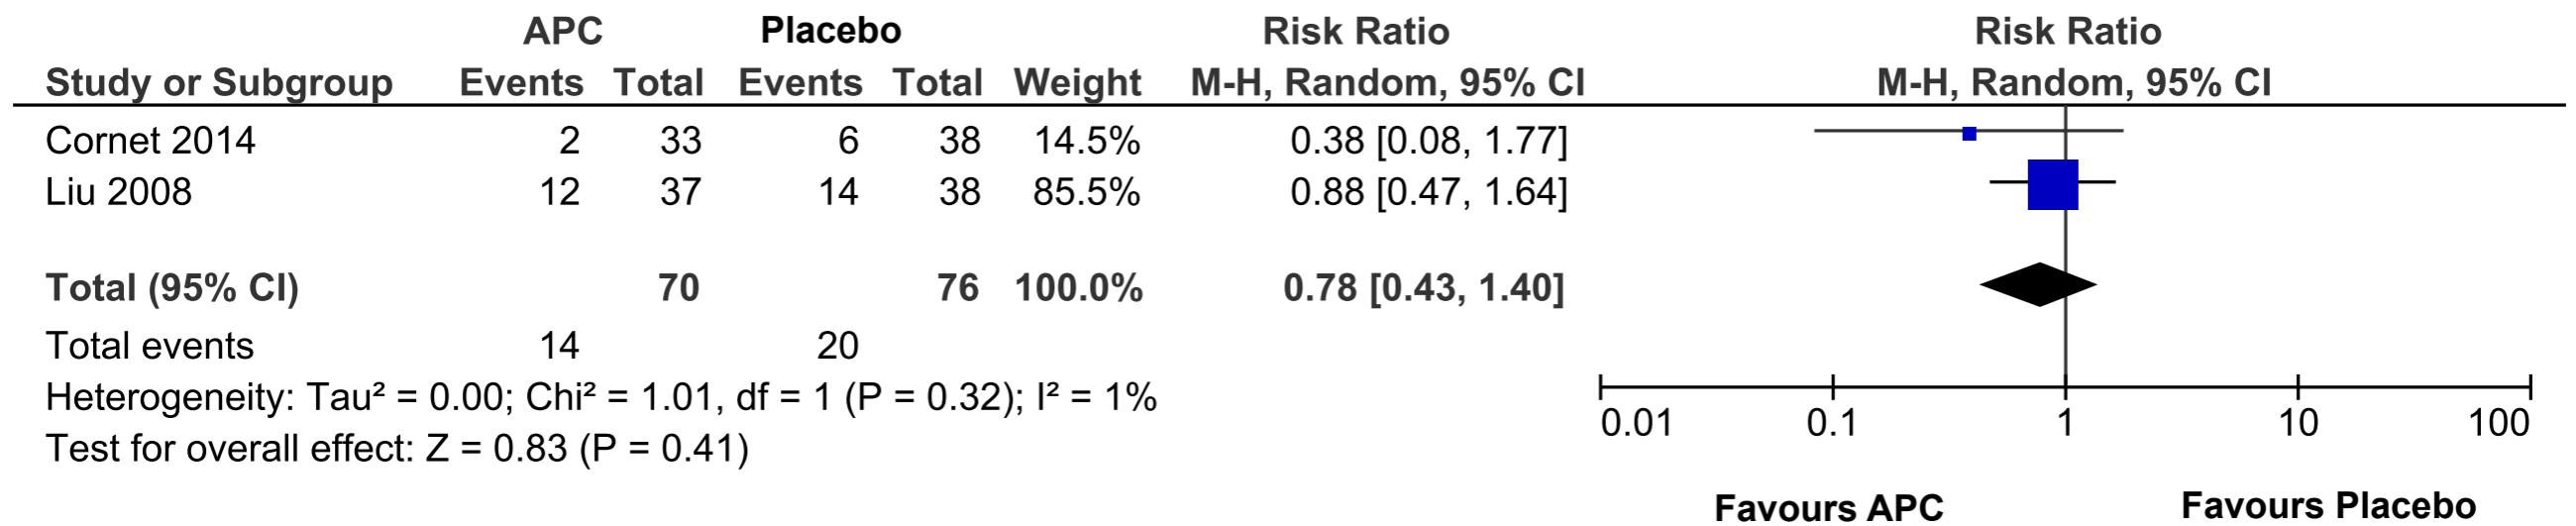 APC Placebo Risk Ratio Risk Ratio
Study or Subgroup Events Total Events Total Weight M-H, Random, 95% CI M-H, Random, 95% CI
Cornet 2014 2 33 6 38 14.5% 0.38 [0.08, 1.77]
Liu 2008 12 37 14 38 85.5% 0.88 [0.47, 1.64]
Total (95% CI) 70 76 100.0% 0.78 [0.43, 1.40]
Total events 14 20
Heterogeneity: Tau² = 0.00; Chi² = 1.01, df = 1 (P = 0.32); I² = 1%
Test for overall effect: Z = 0.83 (P = 0.41)
0.01 0.1 1 10 100
Favours APC Favours Placebo